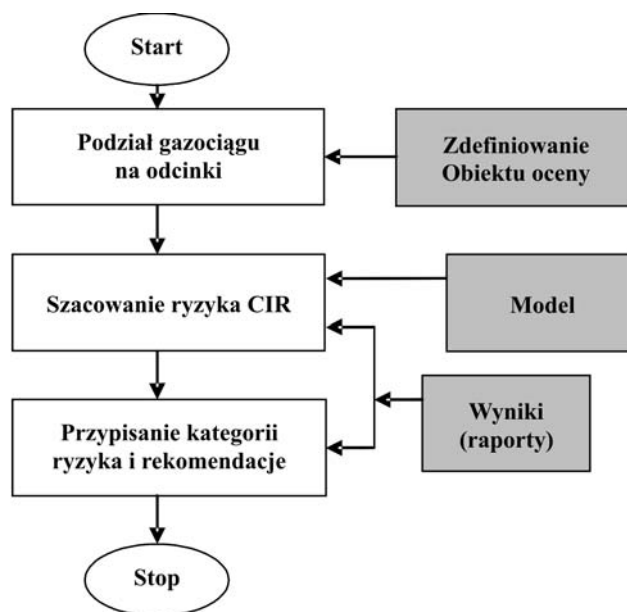 Start
Podział gazociągu
na odcinki
Zdefiniowanie
Obiektu oceny
Szacowanie ryzyka CIR
Model
Przypisanie kategorii
ryzyka i rekomendacje
Wyniki
(raporty)
Stop